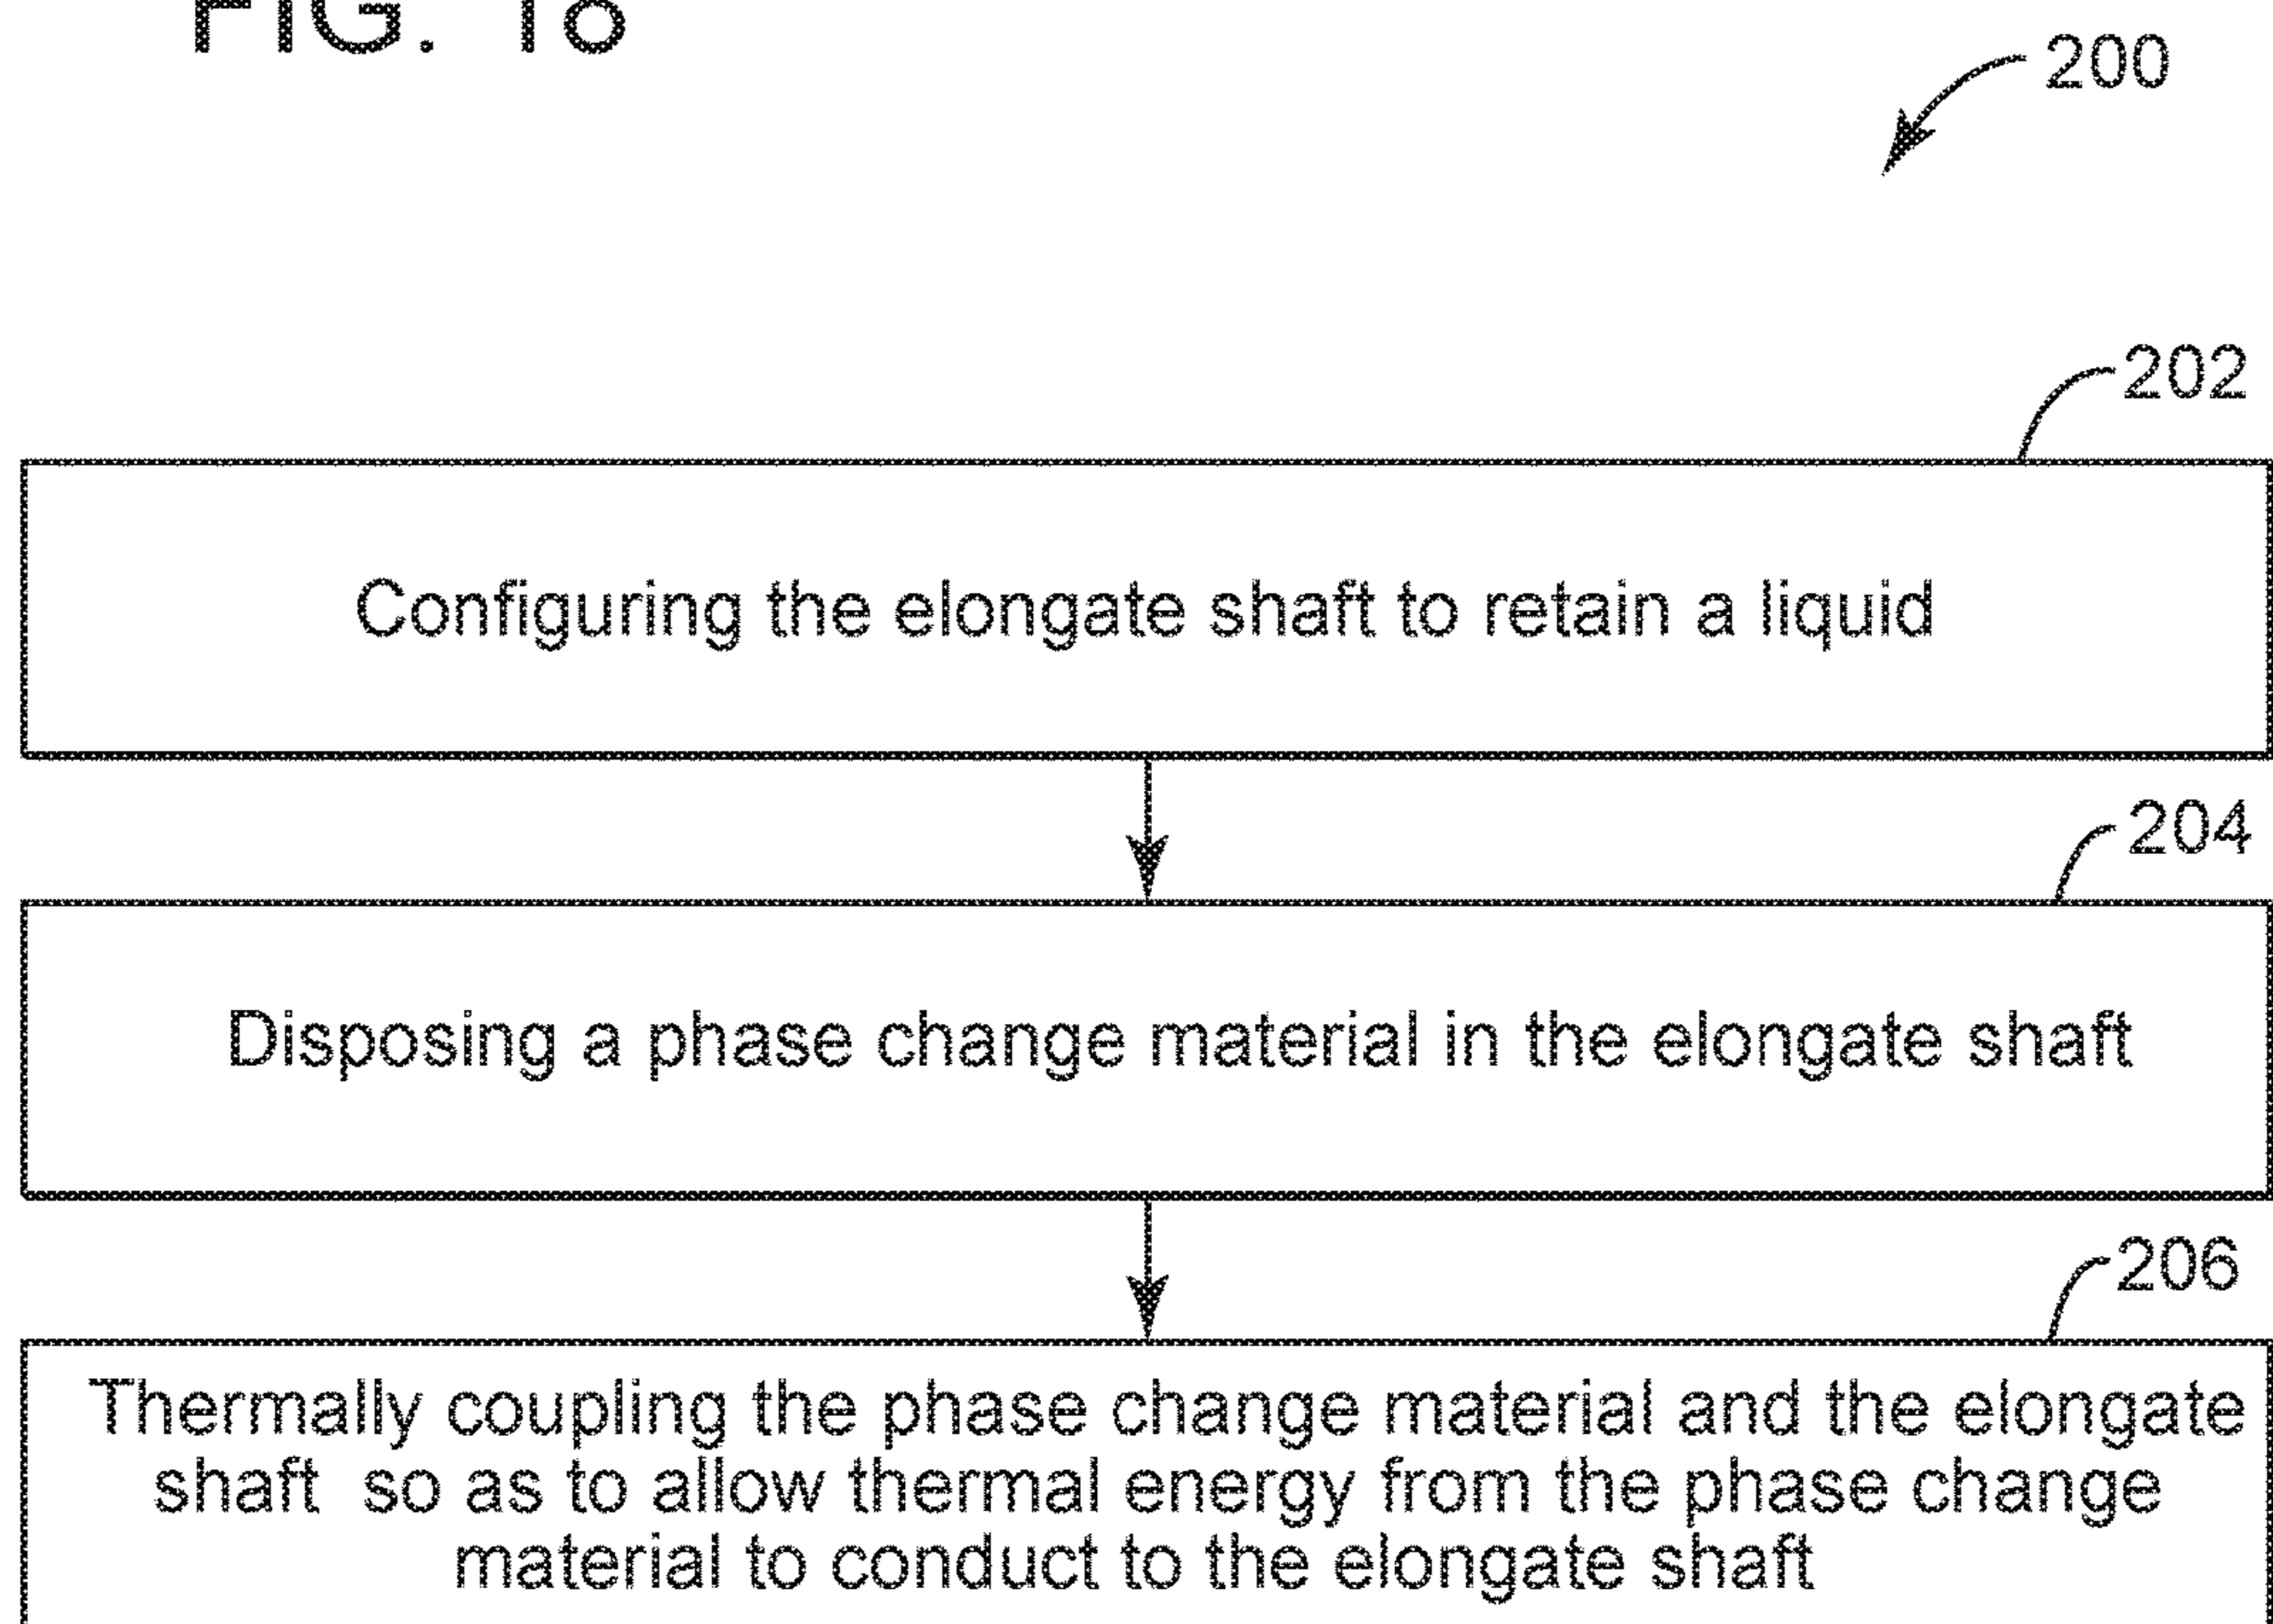 FIG. 18
200
202
Configuring the elongate shaft to retain a liquid
204
Disposing a phase change material in the elongate shaft
206
Thermally coupling the phase change material and the elongate
shaft so as to allow thermal energy from the phase change
material to conduct to the elongate shaft